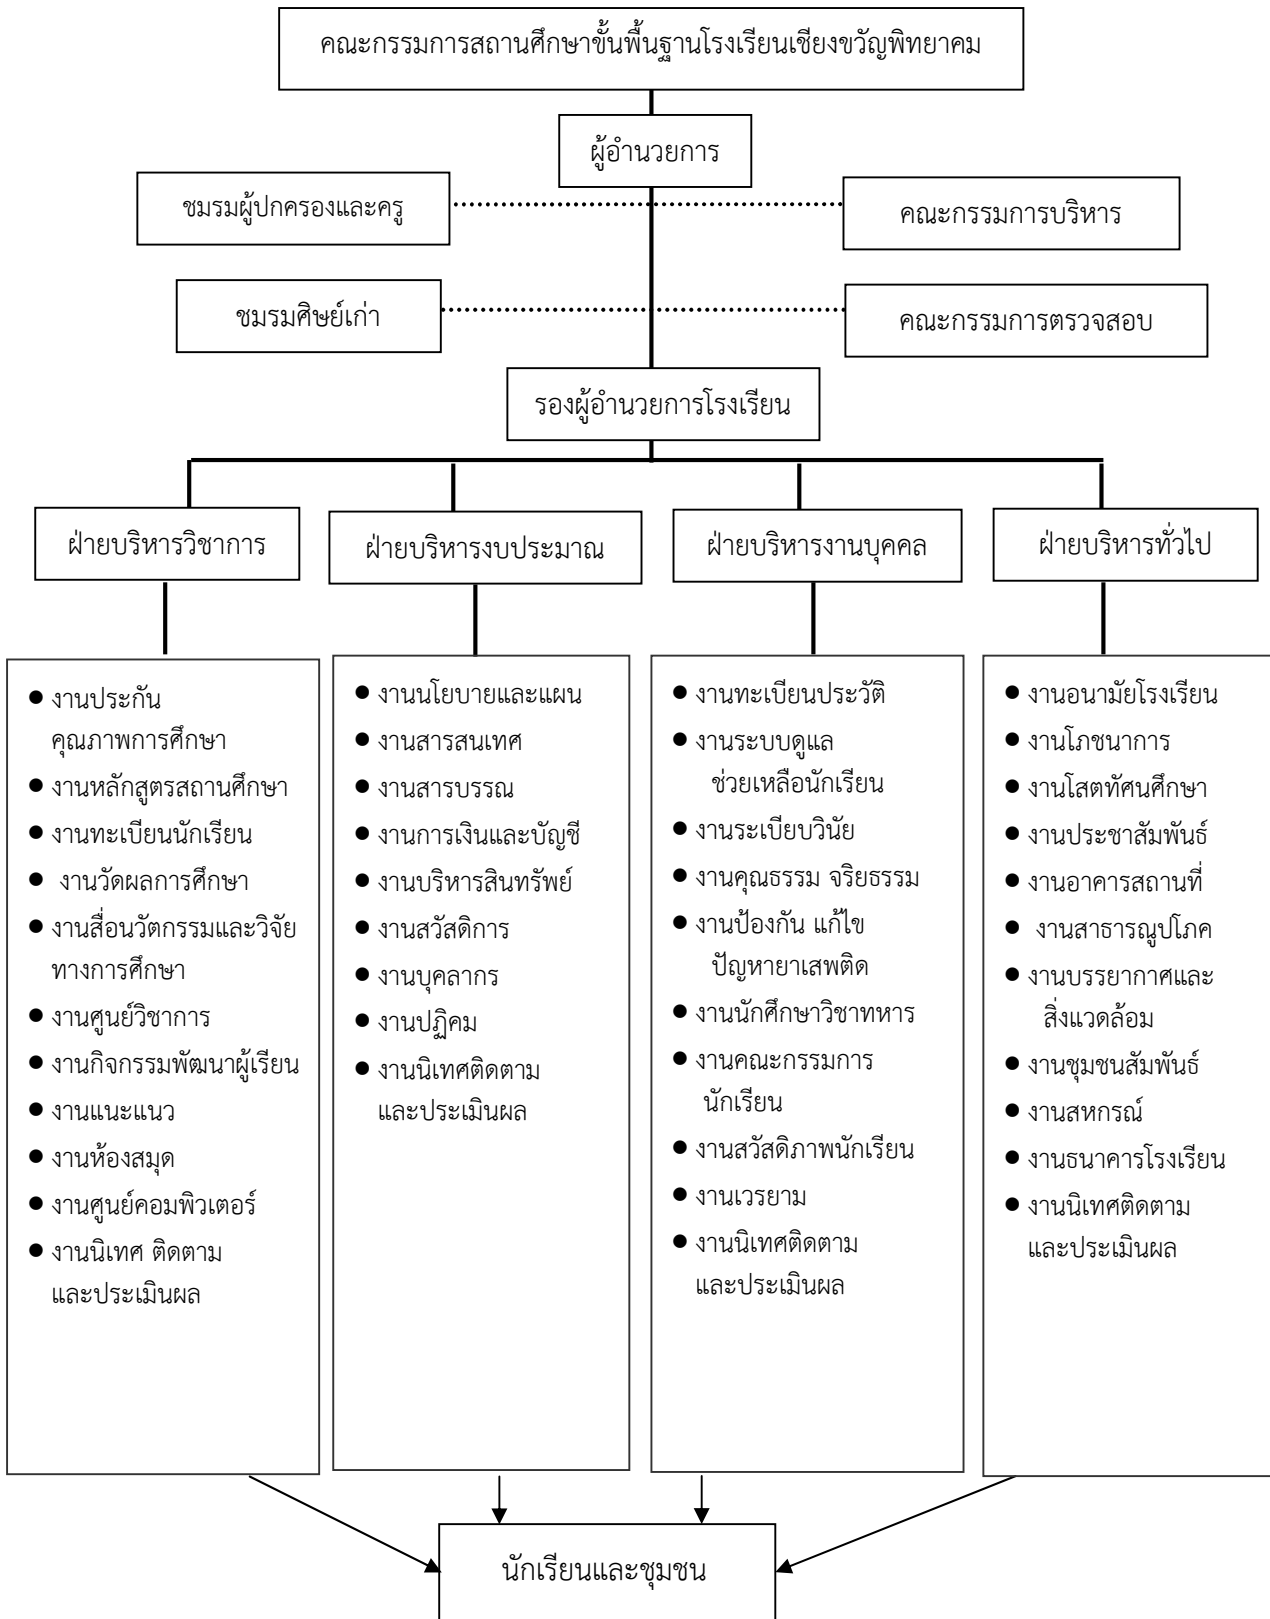 คณะกรรมการสถานศึกษาขั้นพื้นฐานโรงเรียนเชียงขวัญพิทยาคม
ผู้อำนวยการ
ชมรมผู้ปกครองและครู
คณะกรรมการบริหาร
ชมรมศิษย์เก่า
คณะกรรมการตรวจสอบ
รองผู้อำนวยการโรงเรียน
ฝ่ายบริหารวิชาการ
ฝ่ายบริหารงบประมาณ
ฝ่ายบริหารงานบุคคล
ฝ่ายบริหารทั่วไป
● งานประกัน
คุณภาพการศึกษา
● งานหลักสูตรสถานศึกษา
● งานทะเบียนนักเรียน
● งานวัดผลการศึกษา
● งานสื่อนวัตกรรมและวิจัย
ทางการศึกษา
● งานศูนย์วิชาการ
● งานกิจกรรมพัฒนาผู้เรียน
● งานแนะแนว
● งานห้องสมุด
● งานศูนย์คอมพิวเตอร์
● งานนิเทศ ติดตาม
และประเมินผล
● งานนโยบายและแผน
● งานสารสนเทศ
● งานสารบรรณ
● งานการเงินและบัญชี
● งานบริหารสินทรัพย์
● งานสวัสดิการ
● งานบุคลากร
● งานปฏิคม
● งานนิเทศติดตาม
และประเมินผล
● งานทะเบียนประวัติ
● งานระบบดูแล
ช่วยเหลือนักเรียน
● งานระเบียบวินัย
● งานคุณธรรม จริยธรรม
● งานป้องกัน แก้ไข
ปัญหายาเสพติด
● งานนักศึกษาวิชาทหาร
● งานคณะกรรมการ
นักเรียน
● งานสวัสดิภาพนักเรียน
● งานเวรยาม
● งานนิเทศติดตาม
และประเมินผล
● งานอนามัยโรงเรียน
● งานโภชนาการ
● งานโสตทัศนศึกษา
● งานประชาสัมพันธ์
● งานอาคารสถานที่
● งานสาธารณูปโภค
● งานบรรยากาศและ
สิ่งแวดล้อม
● งานชุมชนสัมพันธ์
● งานสหกรณ์
● งานธนาคารโรงเรียน
● งานนิเทศติดตาม
และประเมินผล
นักเรียนและชุมชน